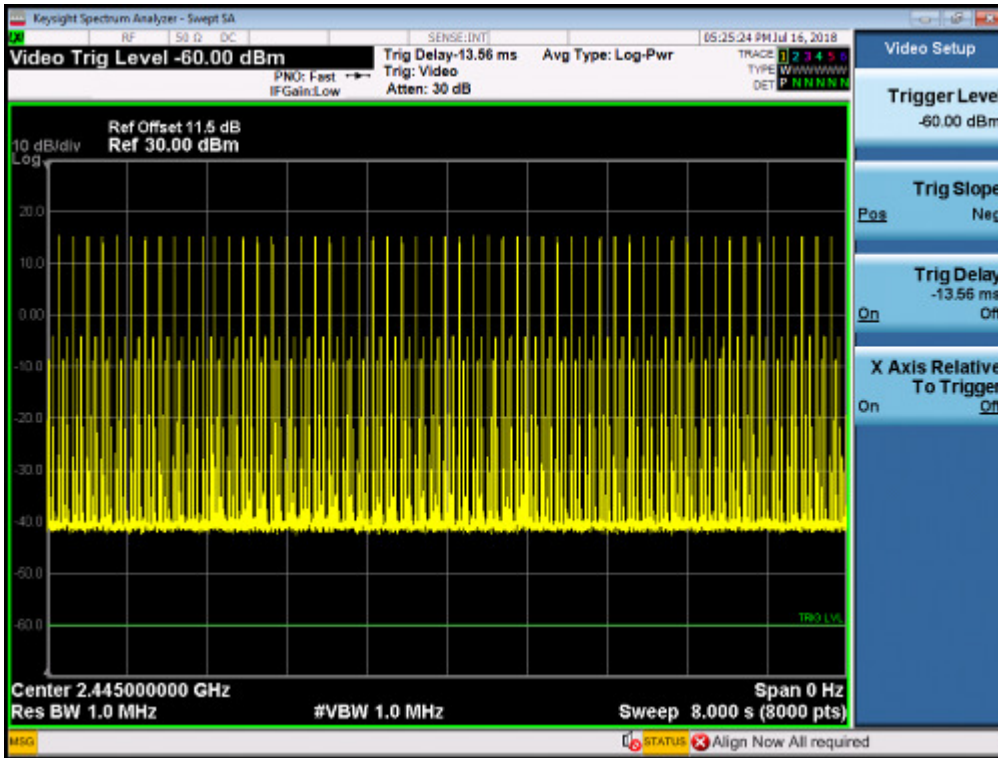 Keysight Spectrum Analyzer - Swept SA
RF 50 Ω DC SENSE:INT 05:25:24 PM Jul 16, 2018
Video Trig Level -60.00 dBm
Trig Delay-13.56 ms
Avg Type: Log-Pwr
TRACE 1 2 3 4 5 6
PNO: Fast
Trig: Video
TYPE WWWWWW
IFGain:Low
Atten: 30 dB
DET P N N N N N
Video Setup
Ref Offset 11.5 dB
10 dB/div
Ref 30.00 dBm
Log
20.0
10.0
0.00
-10.0
-20.0
-30.0
-40.0
-50.0
-60.0
TRIG LVL
Center 2.445000000 GHz
Span 0 Hz
Res BW 1.0 MHz
#VBW 1.0 MHz
Sweep 8.000 s (8000 pts)
Trigger Level
-60.00 dBm
Trig Slope
Pos Neg
Trig Delay
-13.56 ms
On Off
X Axis Relative
To Trigger
On Off
MSG
STATUS
Align Now All required